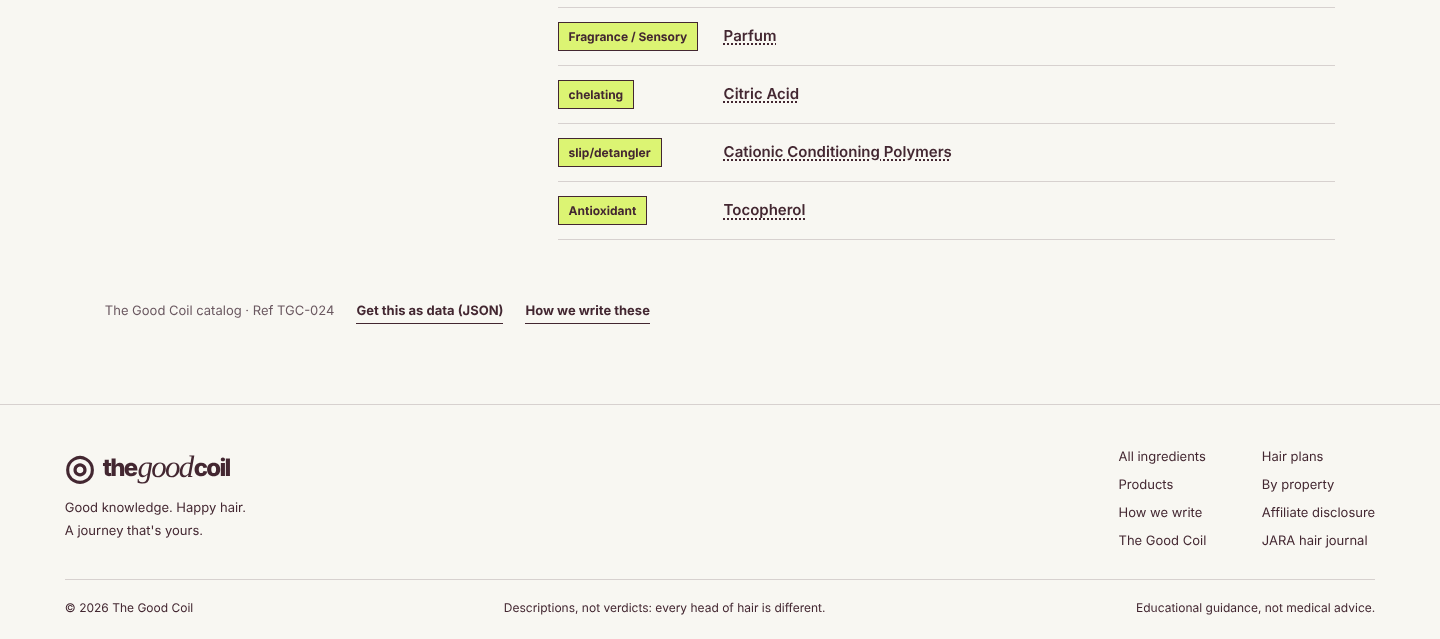 Fragrance / Sensory Parfum
chelating Citric Acid
slip/detangler Cationic Conditioning Polymers
Antioxidant Tocopherol
The Good Coil catalog · Ref TGC-024 Get this as data (JSON) How we write these
thegoodcoil
Good knowledge. Happy hair.
A journey that's yours.
All ingredients
Products
How we write
The Good Coil
Hair plans
By property
Affiliate disclosure
JARA hair journal
© 2026 The Good Coil
Descriptions, not verdicts: every head of hair is different.
Educational guidance, not medical advice.